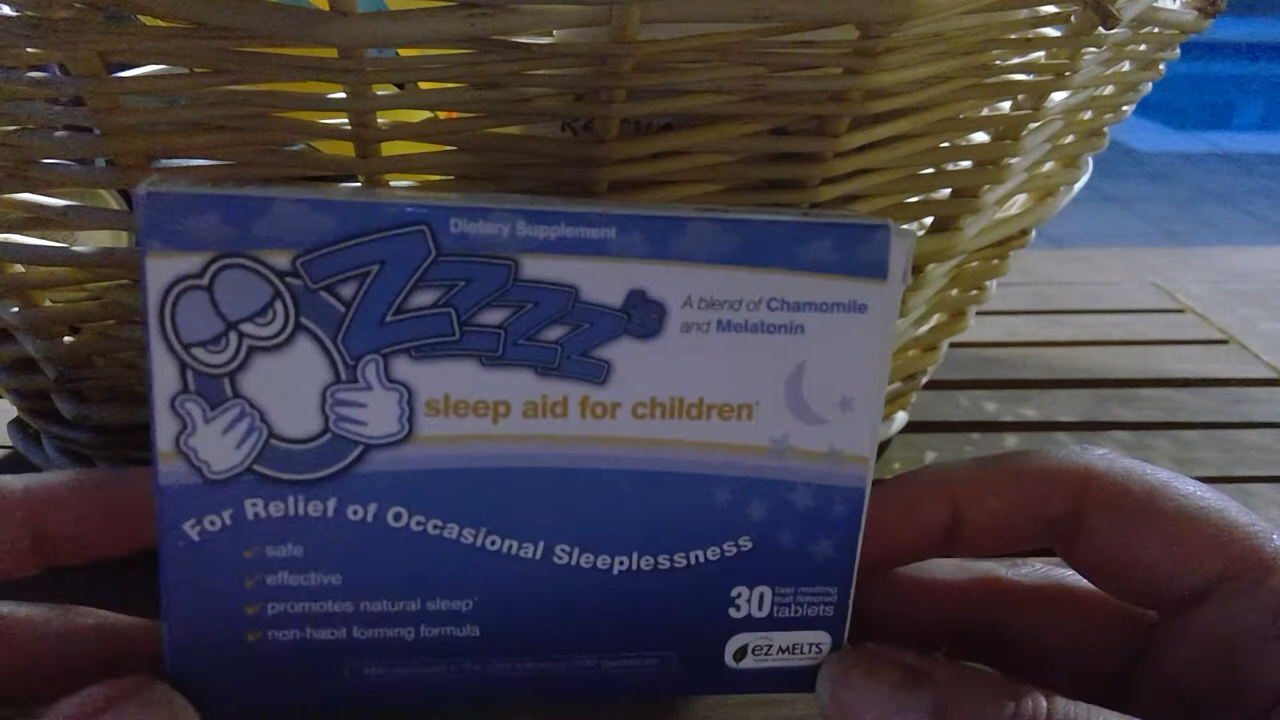 Dietary Supplement
Zzzzz
A blend of Chamomile
and Melatonin
sleep aid for children*
For Relief of Occasional Sleeplessness
safe
effective
promotes natural sleep*
non-habit forming formula
30 fast melting
fruit flavored
tablets
EZ MELTS